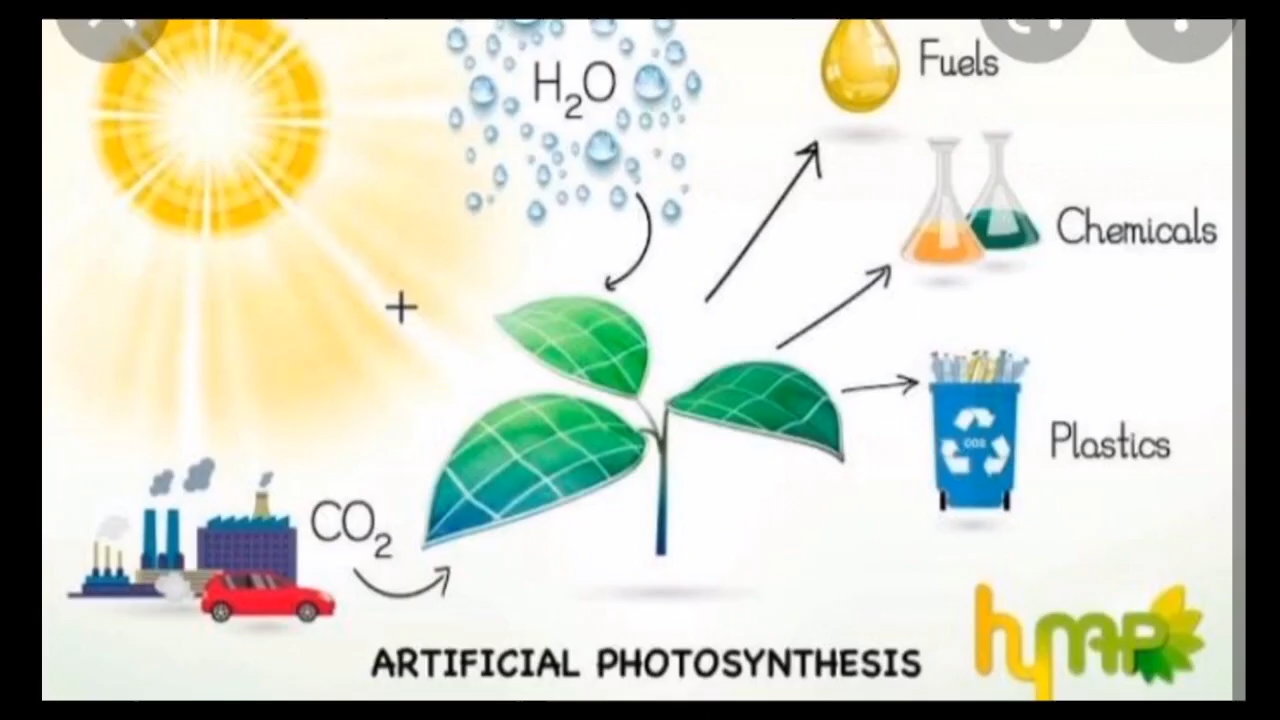 H₂O
Fuels
Chemicals
Plastics
CO₂
ARTIFICIAL PHOTOSYNTHESIS
hymAP